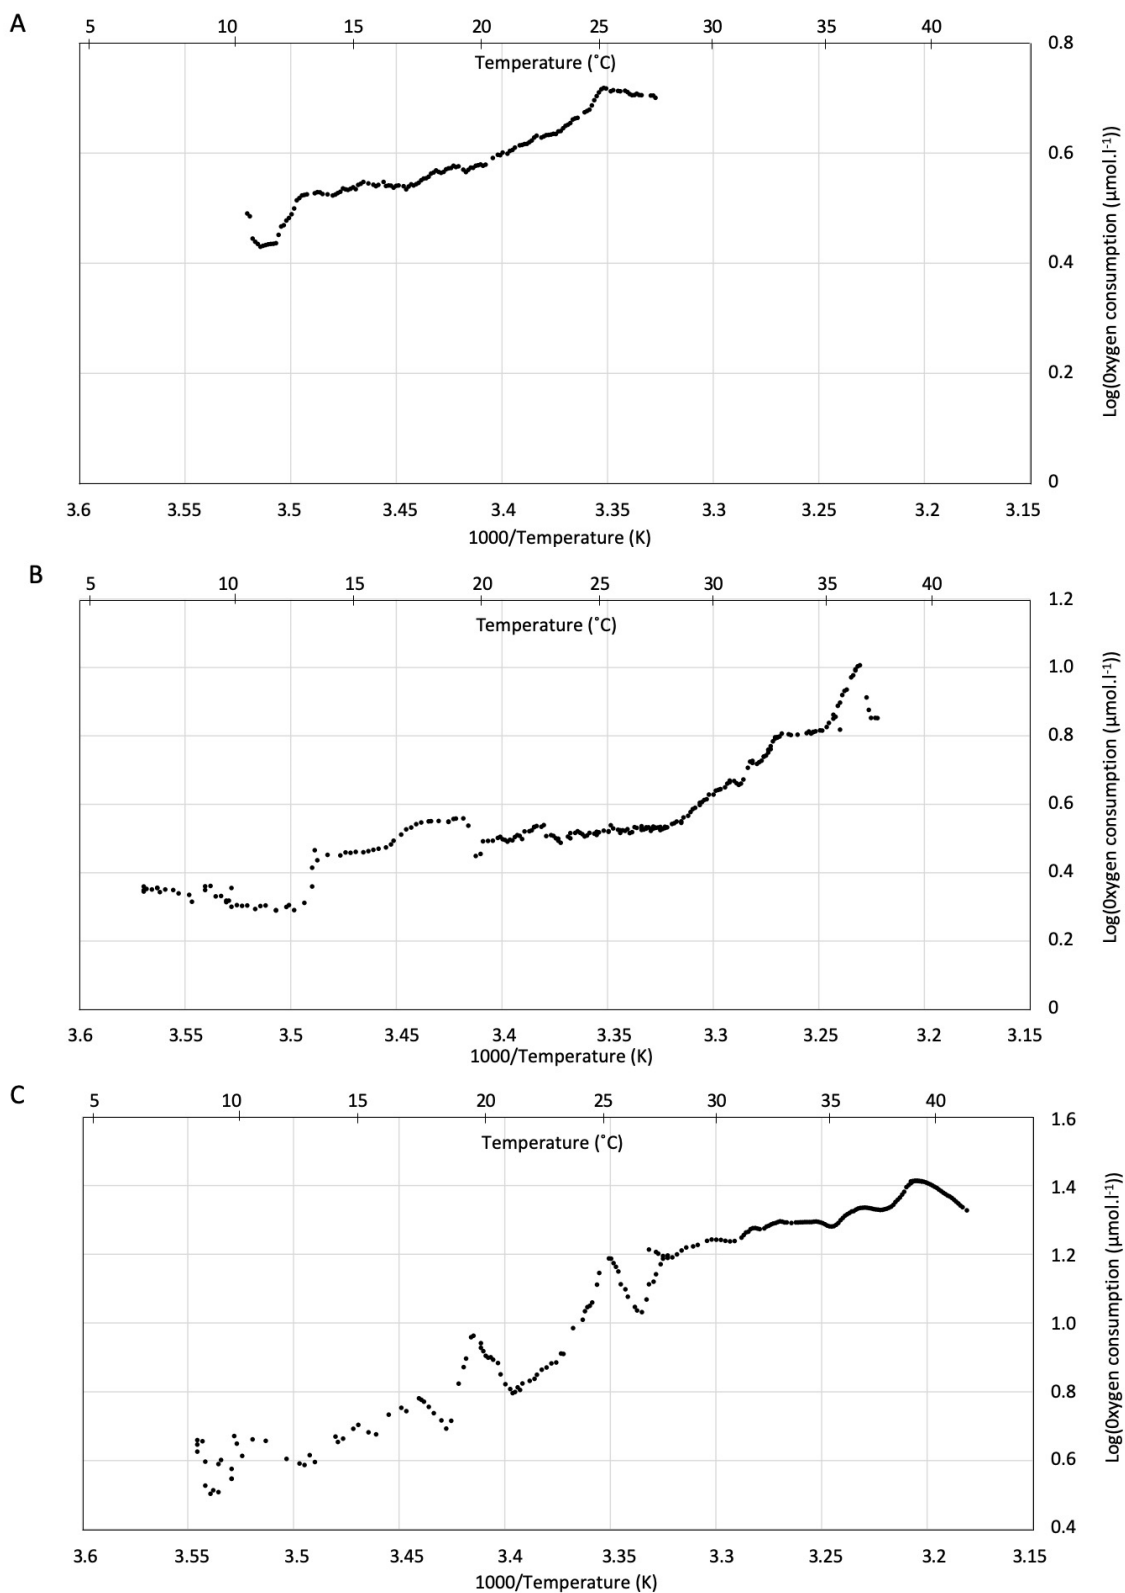 A
5 10 15 20 25 30 35 40
Temperature (˚C)
0.8
0.6
0.4
0.2
0
Log(0xygen consumption (µmol.l-1))
3.6 3.55 3.5 3.45 3.4 3.35 3.3 3.25 3.2 3.15
1000/Temperature (K)
B
5 10 15 20 25 30 35 40
Temperature (˚C)
1.2
1.0
0.8
0.6
0.4
0.2
0
Log(0xygen consumption (µmol.l-1))
3.6 3.55 3.5 3.45 3.4 3.35 3.3 3.25 3.2 3.15
1000/Temperature (K)
C
5 10 15 20 25 30 35 40
Temperature (˚C)
1.6
1.4
1.2
1.0
0.8
0.6
0.4
Log(0xygen consumption (µmol.l-1))
3.6 3.55 3.5 3.45 3.4 3.35 3.3 3.25 3.2 3.15
1000/Temperature (K)